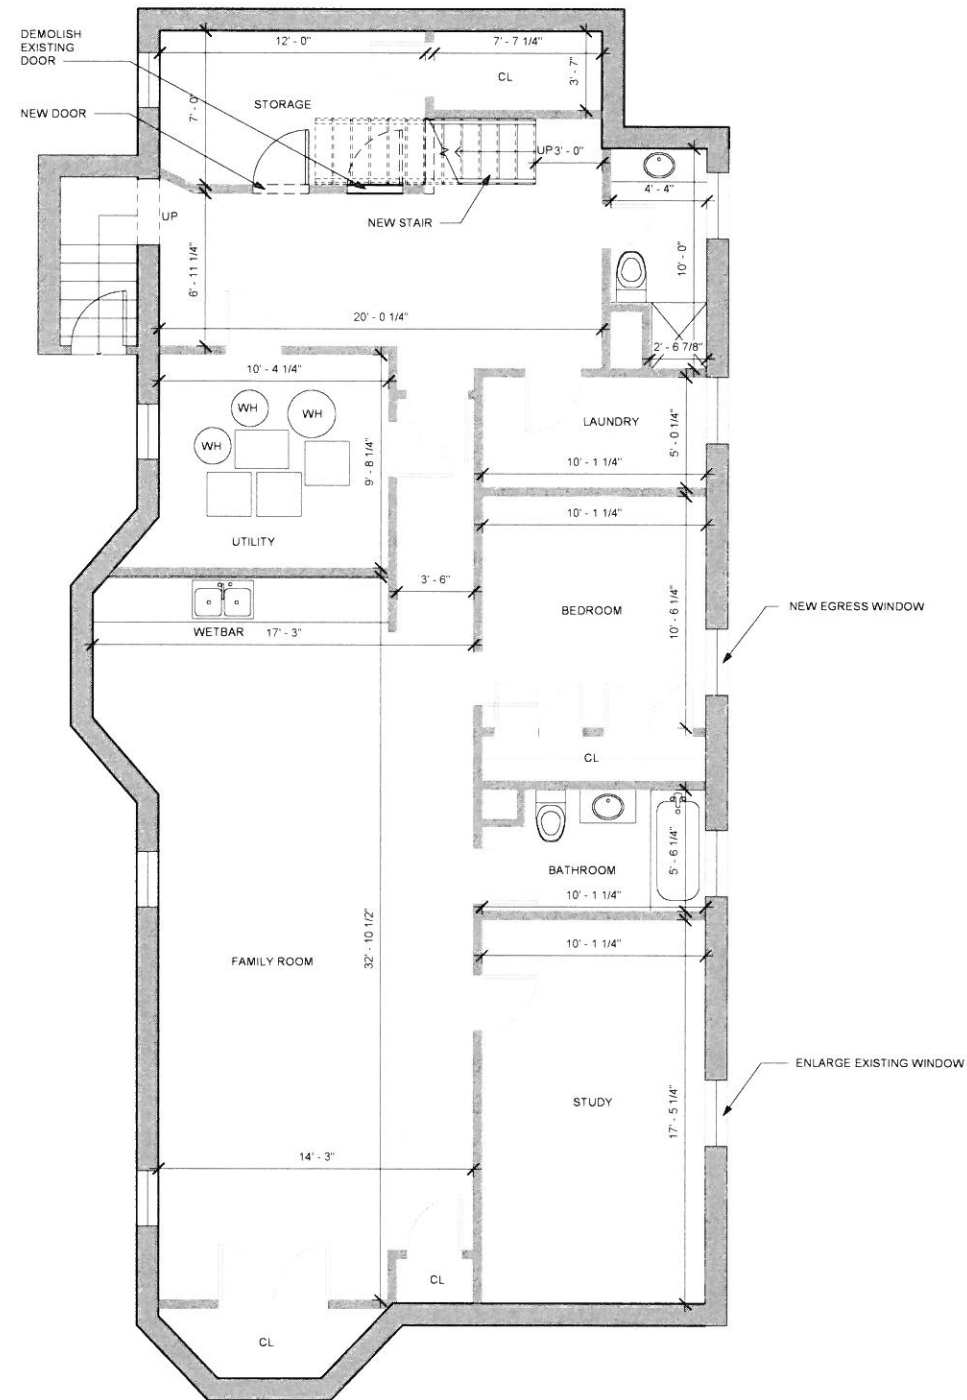 DEMOLISH
EXISTING
DOOR
12' - 0"
7' - 7 1/4"
CL
3' - 7"
STORAGE
7' - 0"
NEW DOOR
UP
3' - 0"
4' - 4"
UP
NEW STAIR
6' - 11 1/4"
10' - 0"
20' - 0 1/4"
2' - 6 7/8"
10' - 4 1/4"
WH
WH
WH
9' - 8 1/4"
LAUNDRY
5' - 0 1/4"
10' - 1 1/4"
10' - 1 1/4"
UTILITY
3' - 6"
BEDROOM
10' - 6 1/4"
NEW EGRESS WINDOW
WETBAR
17' - 3"
CL
BATHROOM
5' - 6 1/4"
10' - 1 1/4"
32' - 10 1/2"
10' - 1 1/4"
FAMILY ROOM
ENLARGE EXISTING WINDOW
STUDY
17' - 5 1/4"
14' - 3"
CL
CL